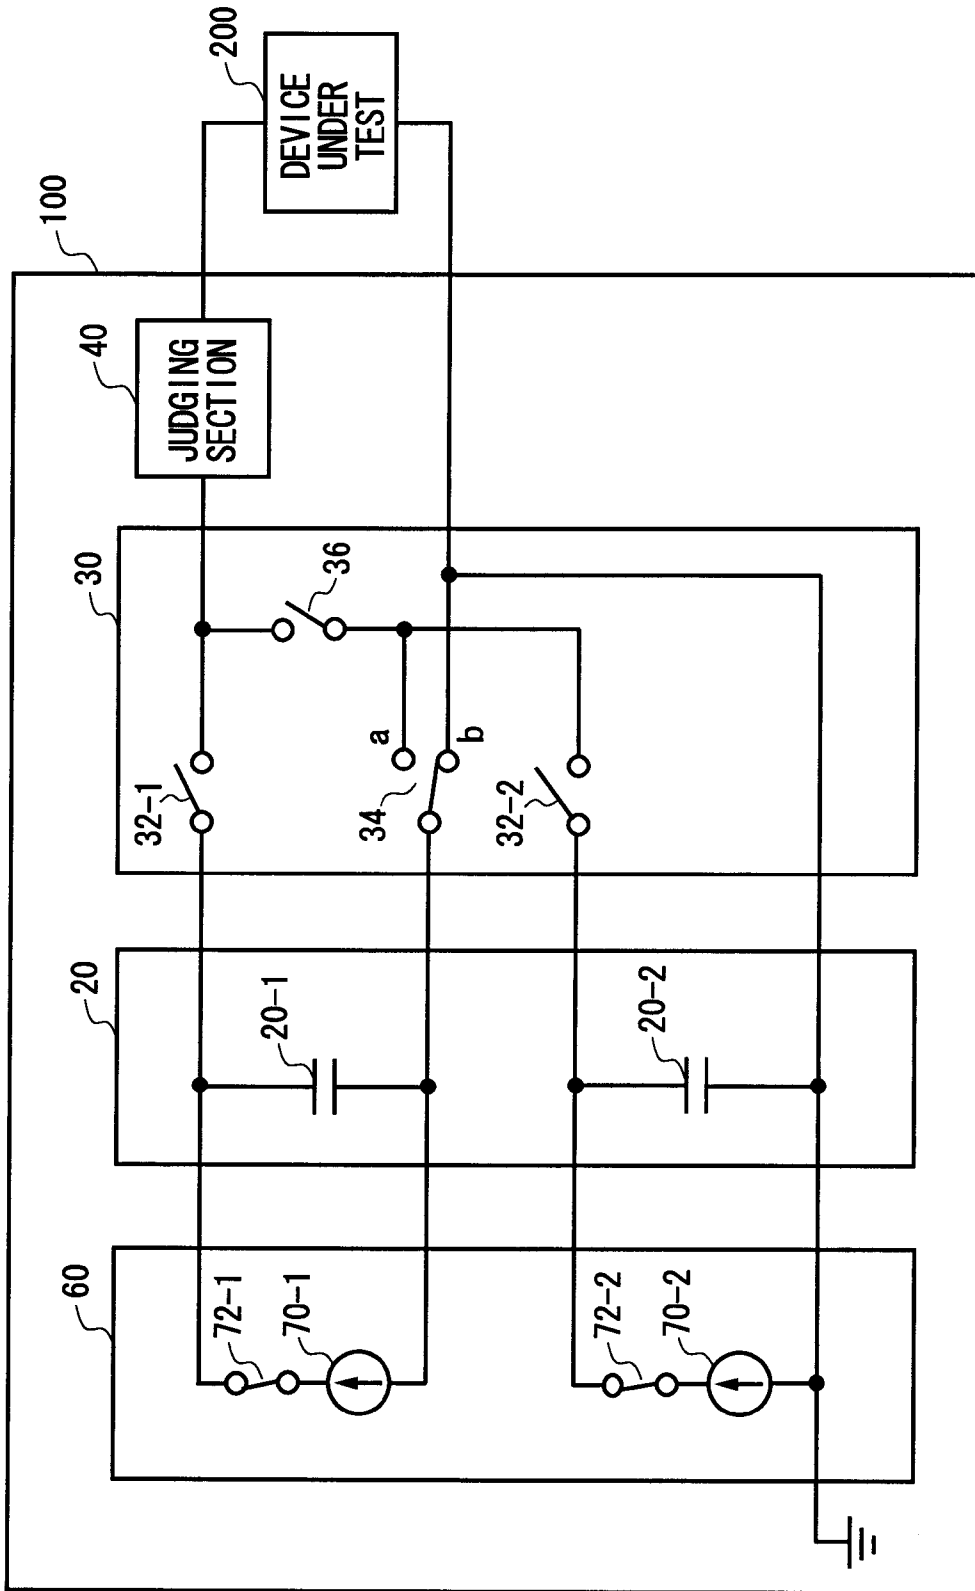 100
200
DEVICE
UNDER
TEST
40
JUDGING
SECTION
30
36
32-1
a
b
34
32-2
20
20-1
20-2
60
72-1
70-1
72-2
70-2